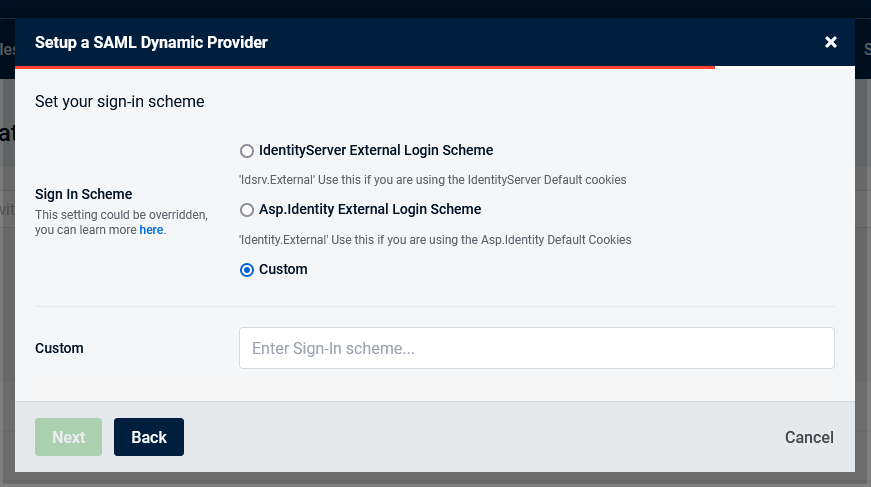 Setup a SAML Dynamic Provider
Set your sign-in scheme
IdentityServer External Login Scheme
'Idsrv.External' Use this if you are using the IdentityServer Default cookies
Sign In Scheme
This setting could be overridden,
you can learn more here.
Asp.Identity External Login Scheme
'Identity.External' Use this if you are using the Asp.Identity Default Cookies
Custom
Custom
Enter Sign-In scheme...
Next
Back
Cancel